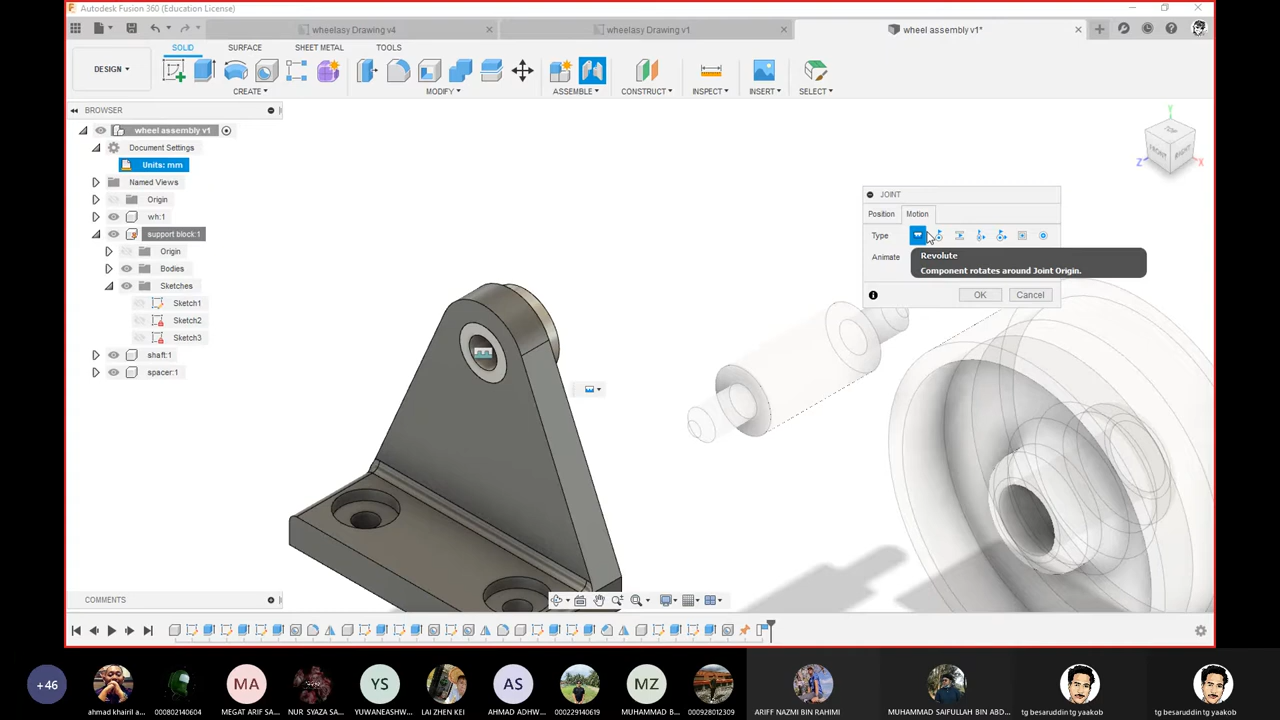 Autodesk Fusion 360 (Education License)
wheelasy Drawing v4
wheelasy Drawing v1
wheel assembly v1*
SOLID
SURFACE
SHEET METAL
TOOLS
DESIGN
CREATE
MODIFY
ASSEMBLE
CONSTRUCT
INSPECT
INSERT
SELECT
BROWSER
wheel assembly v1
Document Settings
Units: mm
Named Views
Origin
wh:1
support block:1
Origin
Bodies
Sketches
Sketch1
Sketch2
Sketch3
shaft:1
spacer:1
TOP
FRONT
RIGHT
Y
Z
X
JOINT
Position
Motion
Type
Animate
Revolute
Component rotates around Joint Origin.
OK
Cancel
COMMENTS
+46
ahmad khairil a...
000802140604
MA
MEGAT ARIF SA...
NUR SYAZA SA...
YS
YUWANEASHW...
LAI ZHEN KEI
AS
AHMAD ADHW...
000229140619
MZ
MUHAMMAD B...
000928012309
ARIFF NAZMI BIN RAHIMI
MUHAMMAD SAIFULLAH BIN ABD...
tg besaruddin tg yaakob
tg besaruddin tg yaakob